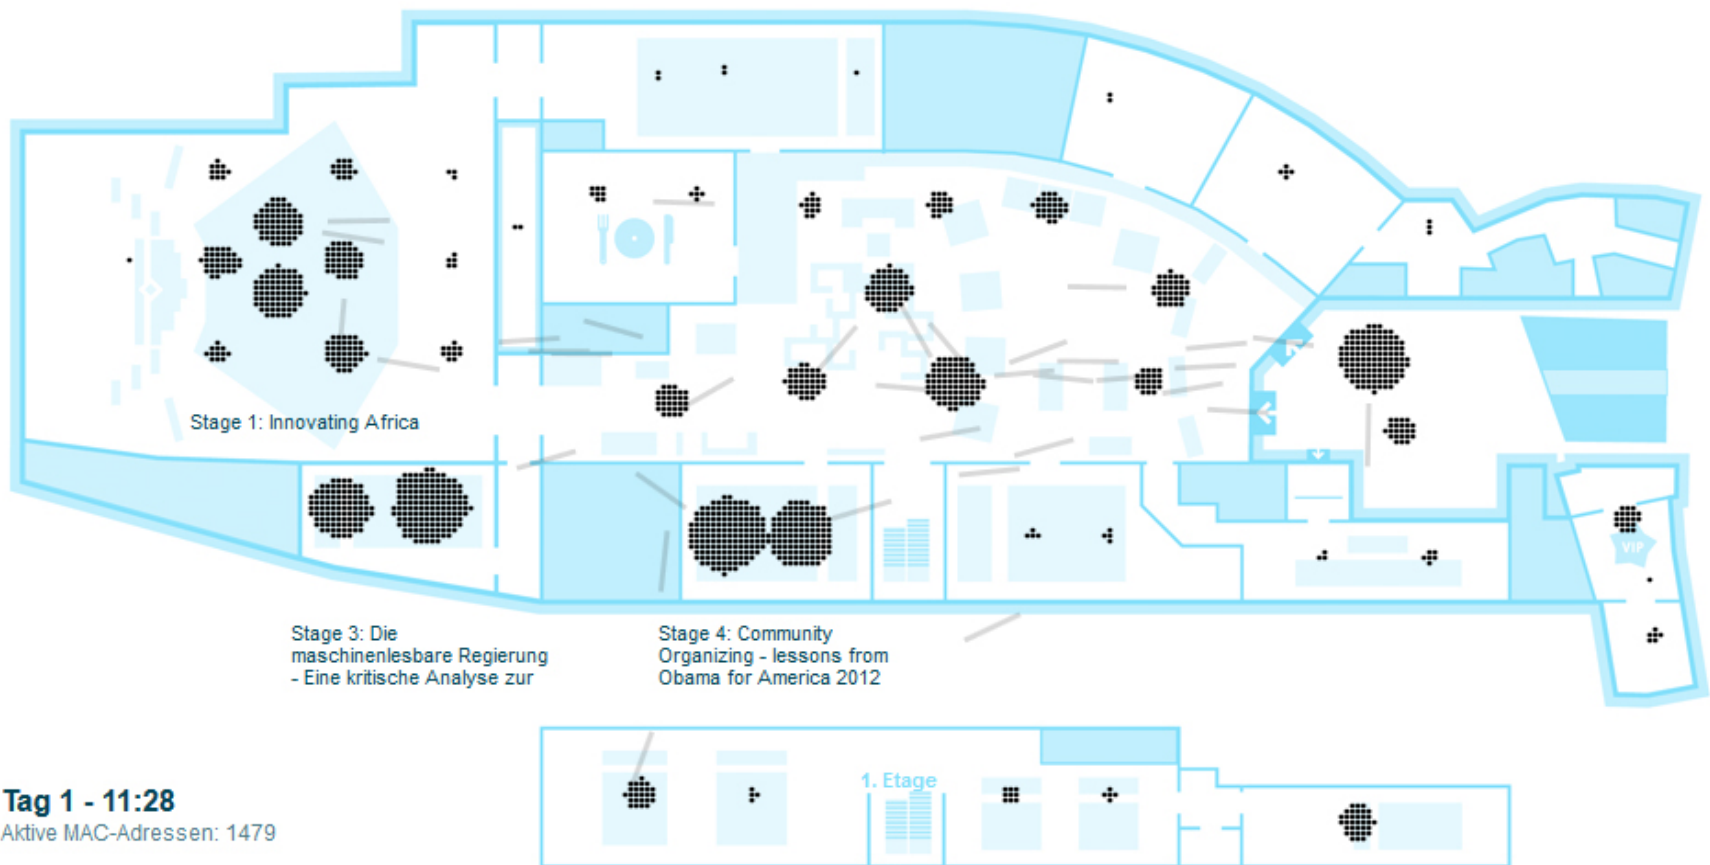 Stage 1: Innovating Africa
VIP
Stage 3: Die
maschinenlesbare Regierung
- Eine kritische Analyse zur
Stage 4: Community
Organizing - lessons from
Obama for America 2012
1. Etage
Tag 1 - 11:28
Aktive MAC-Adressen: 1479